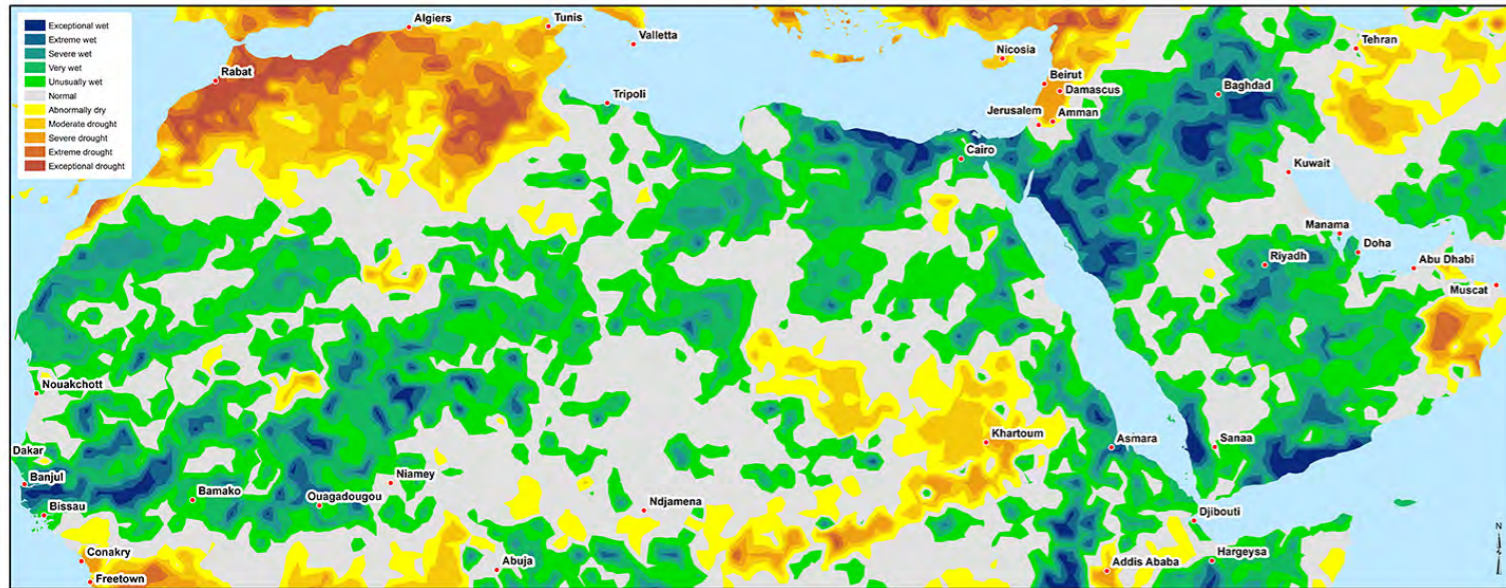 Exceptional wet
Extreme wet
Severe wet
Very wet
Unusually wet
Normal
Abnormally dry
Moderate drought
Severe drought
Extreme drought
Exceptional drought
Algiers
Tunis
Valletta
Nicosia
Tehran
Rabat
Beirut
Damascus
Baghdad
Tripoli
Jerusalem
Amman
Cairo
Kuwait
Manama
Doha
Riyadh
Abu Dhabi
Muscat
Nouakchott
Dakar
Khartoum
Asmara
Sanaa
Banjul
Niamey
Bamako
Ouagadougou
Bissau
Ndjamena
Djibouti
Conakry
Abuja
Addis Ababa
Hargeysa
Freetown
N